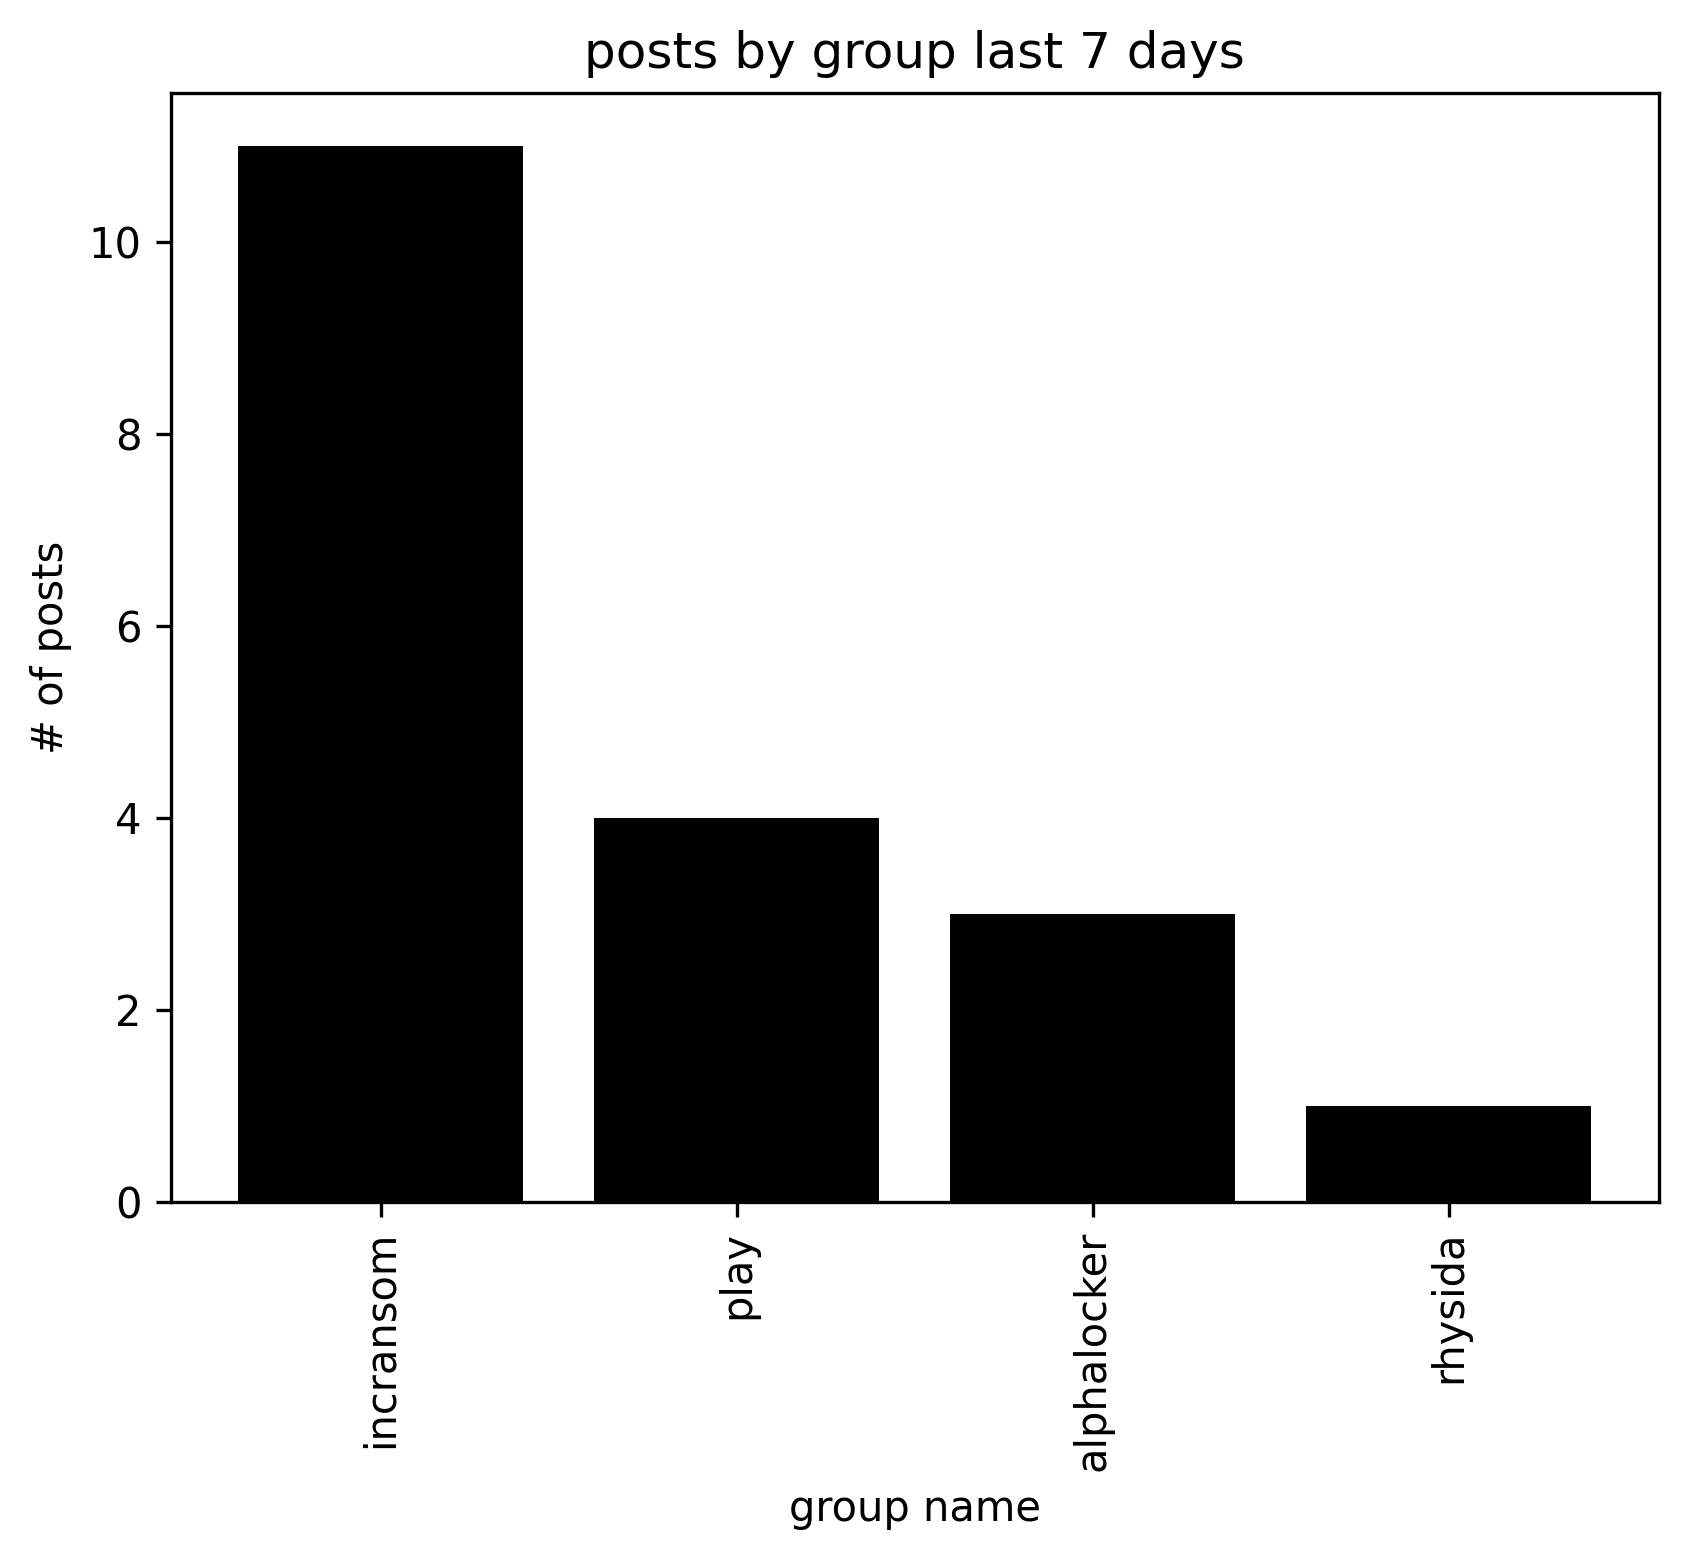 posts by group last 7 days
# of posts
10
8
6
4
2
0
incransom
play
alphalocker
rhysida
group name